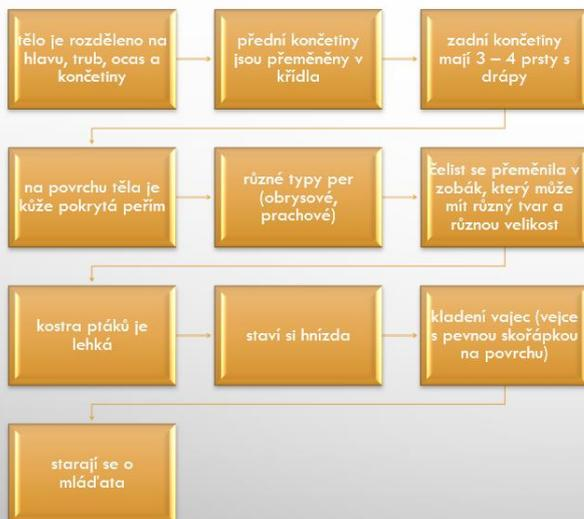 tělo je rozděleno na
hlavu, trub, ocas a
končetiny
přední končetiny
jsou přeměněny v
křídla
zadní končetiny
mají 3 – 4 prsty s
drápy
na povrchu těla je
kůže pokrytá peřím
různé typy per
(obrysové,
prachové)
čelist se přeměnila v
zobák, který může
mít různý tvar a
různou velikost
kostra ptáků je
lehká
staví si hnízda
kladení vajec (vejce
s pevnou skořápkou
na povrchu)
starají se o
mláďata